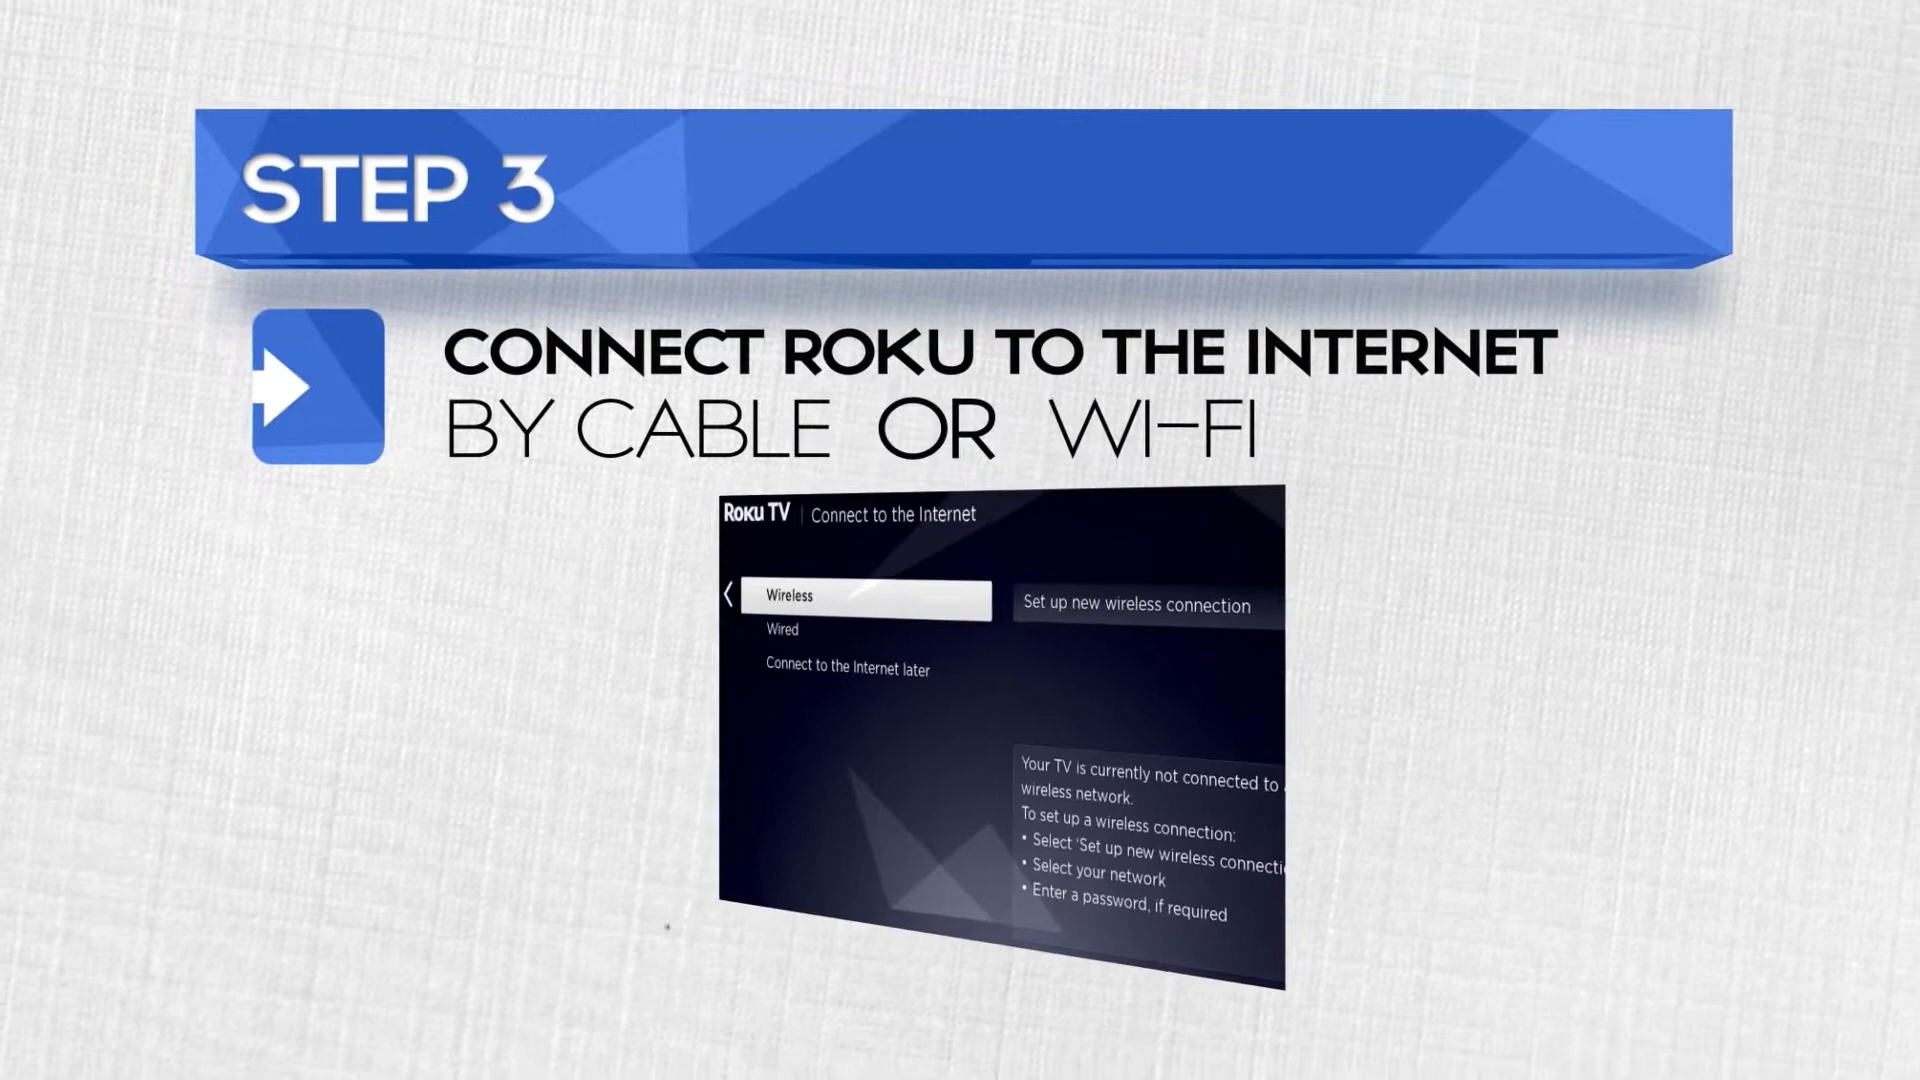 STEP 3
CONNECT ROKU TO THE INTERNET
BY CABLE OR WI-FI
Roku TV | Connect to the Internet
Wireless
Set up new wireless connection
Wired
Connect to the Internet later
Your TV is currently not connected to
wireless network.
To set up a wireless connection:
• Select 'Set up new wireless
• Select your network
• Enter a password, if required